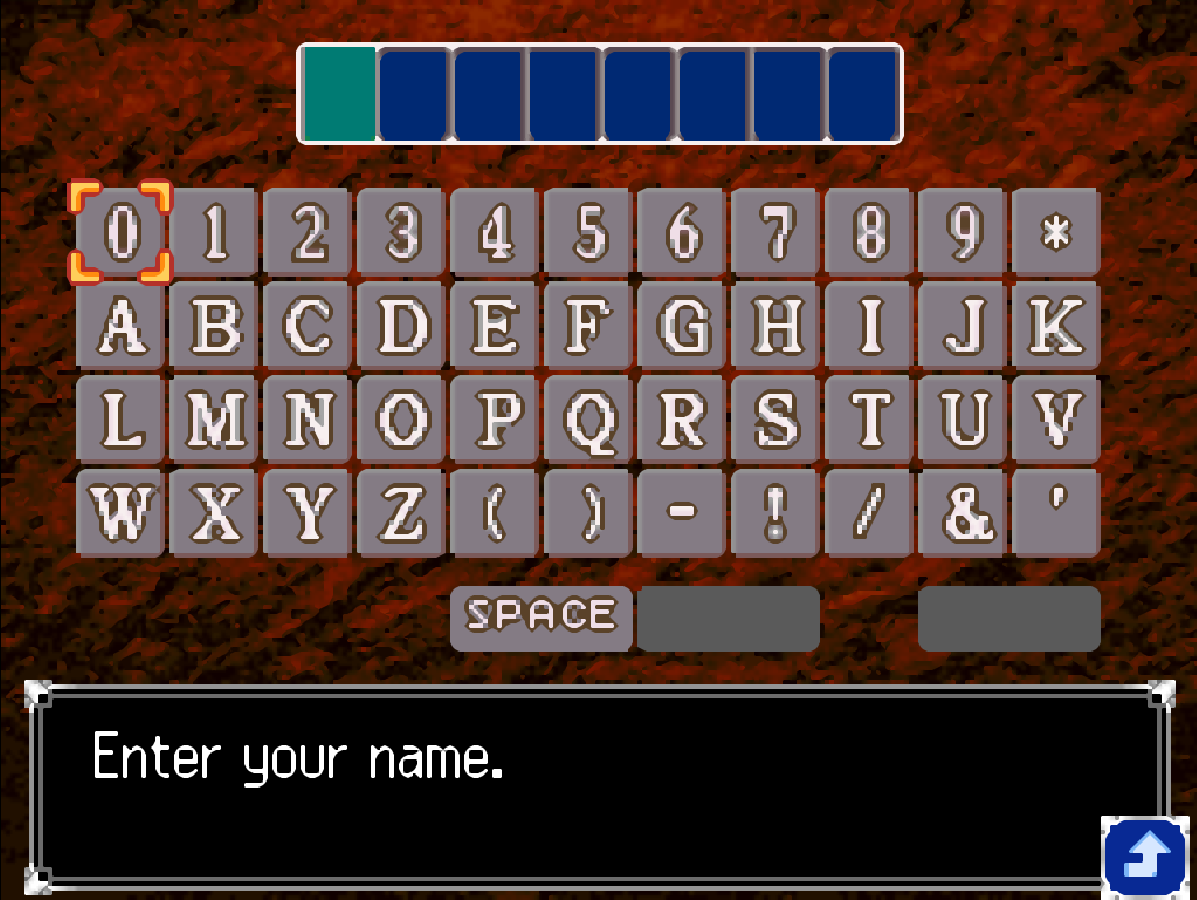 0 1 2 3 4 5 6 7 8 9 *
A B C D E F G H I J K
L M N O P Q R S T U V
W X Y Z ( ) - ! / & '
SPACE
Enter your name.